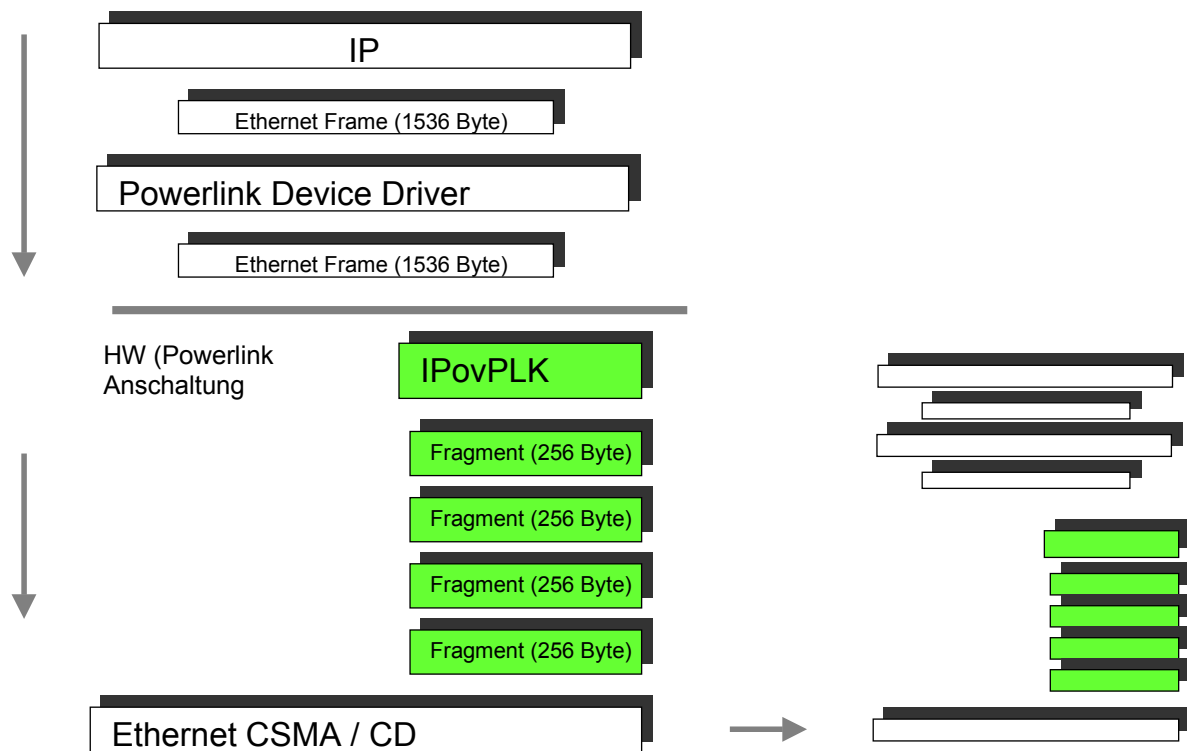 IP
Ethernet Frame (1536 Byte)
Powerlink Device Driver
Ethernet Frame (1536 Byte)
HW (Powerlink
Anschaltung
IPovPLK
Fragment (256 Byte)
Fragment (256 Byte)
Fragment (256 Byte)
Fragment (256 Byte)
Ethernet CSMA / CD